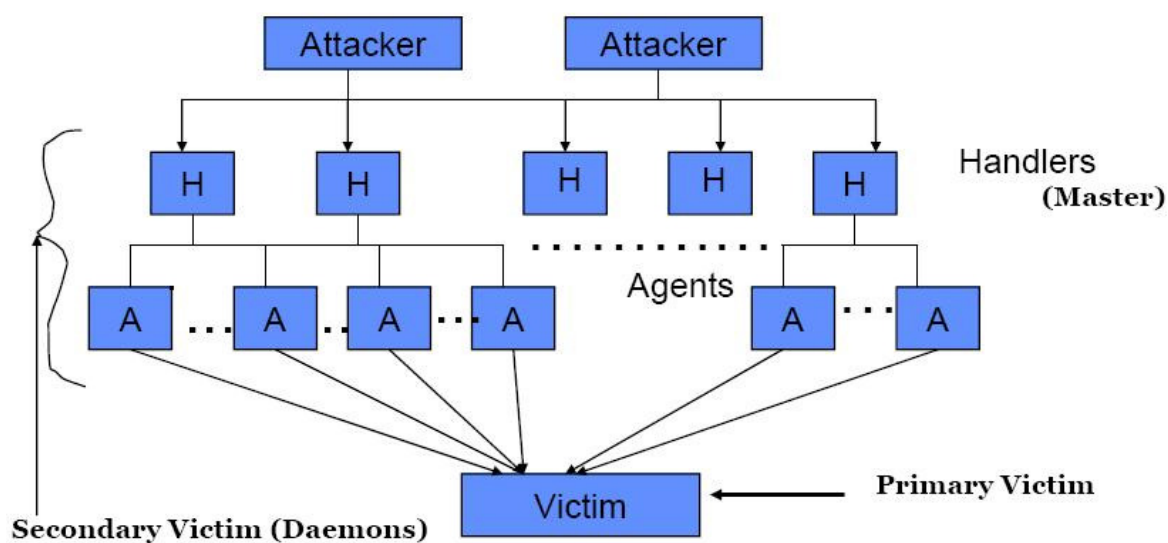 Attacker Attacker
H H H H H
Handlers
(Master)
Agents
A A A A A A
Victim
Primary Victim
Secondary Victim (Daemons)